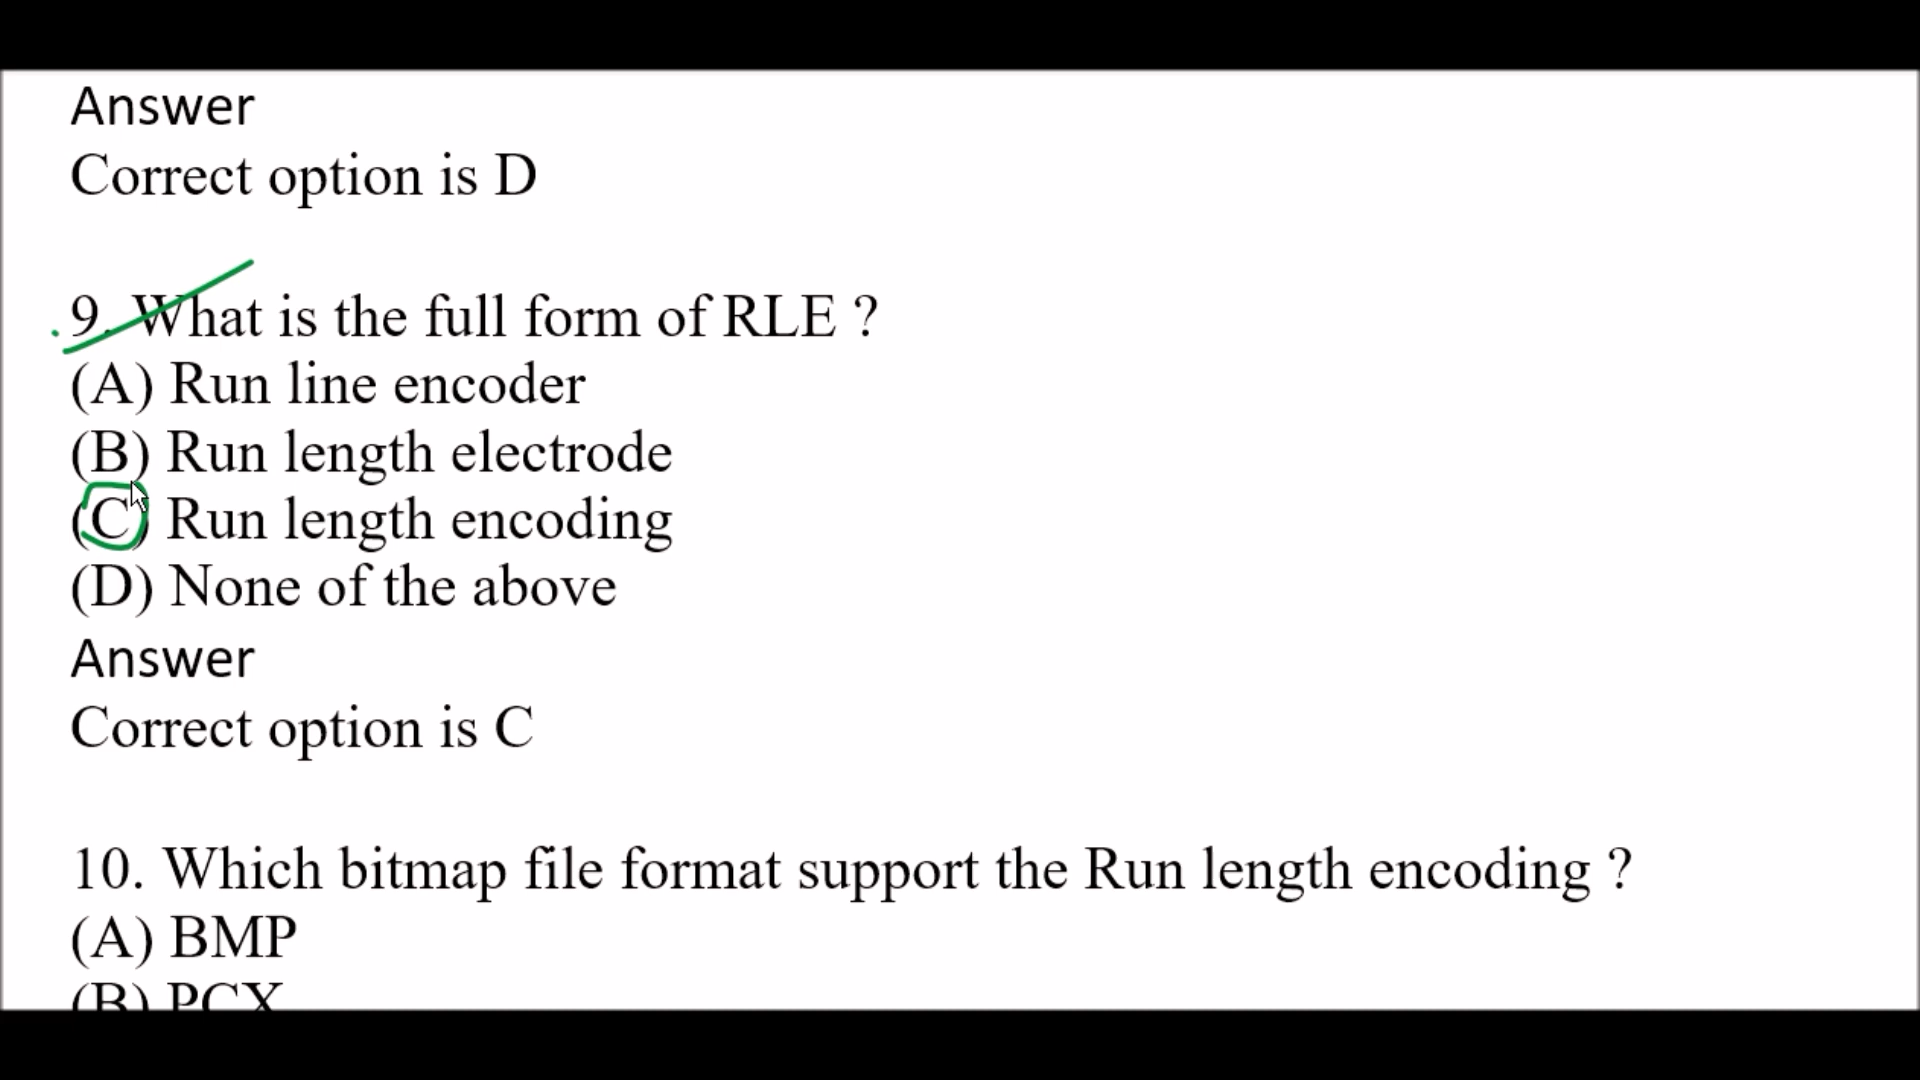 Answer
Correct option is D
9. What is the full form of RLE ?
(A) Run line encoder
(B) Run length electrode
(C) Run length encoding
(D) None of the above
Answer
Correct option is C
10. Which bitmap file format support the Run length encoding ?
(A) BMP
(B) PCX